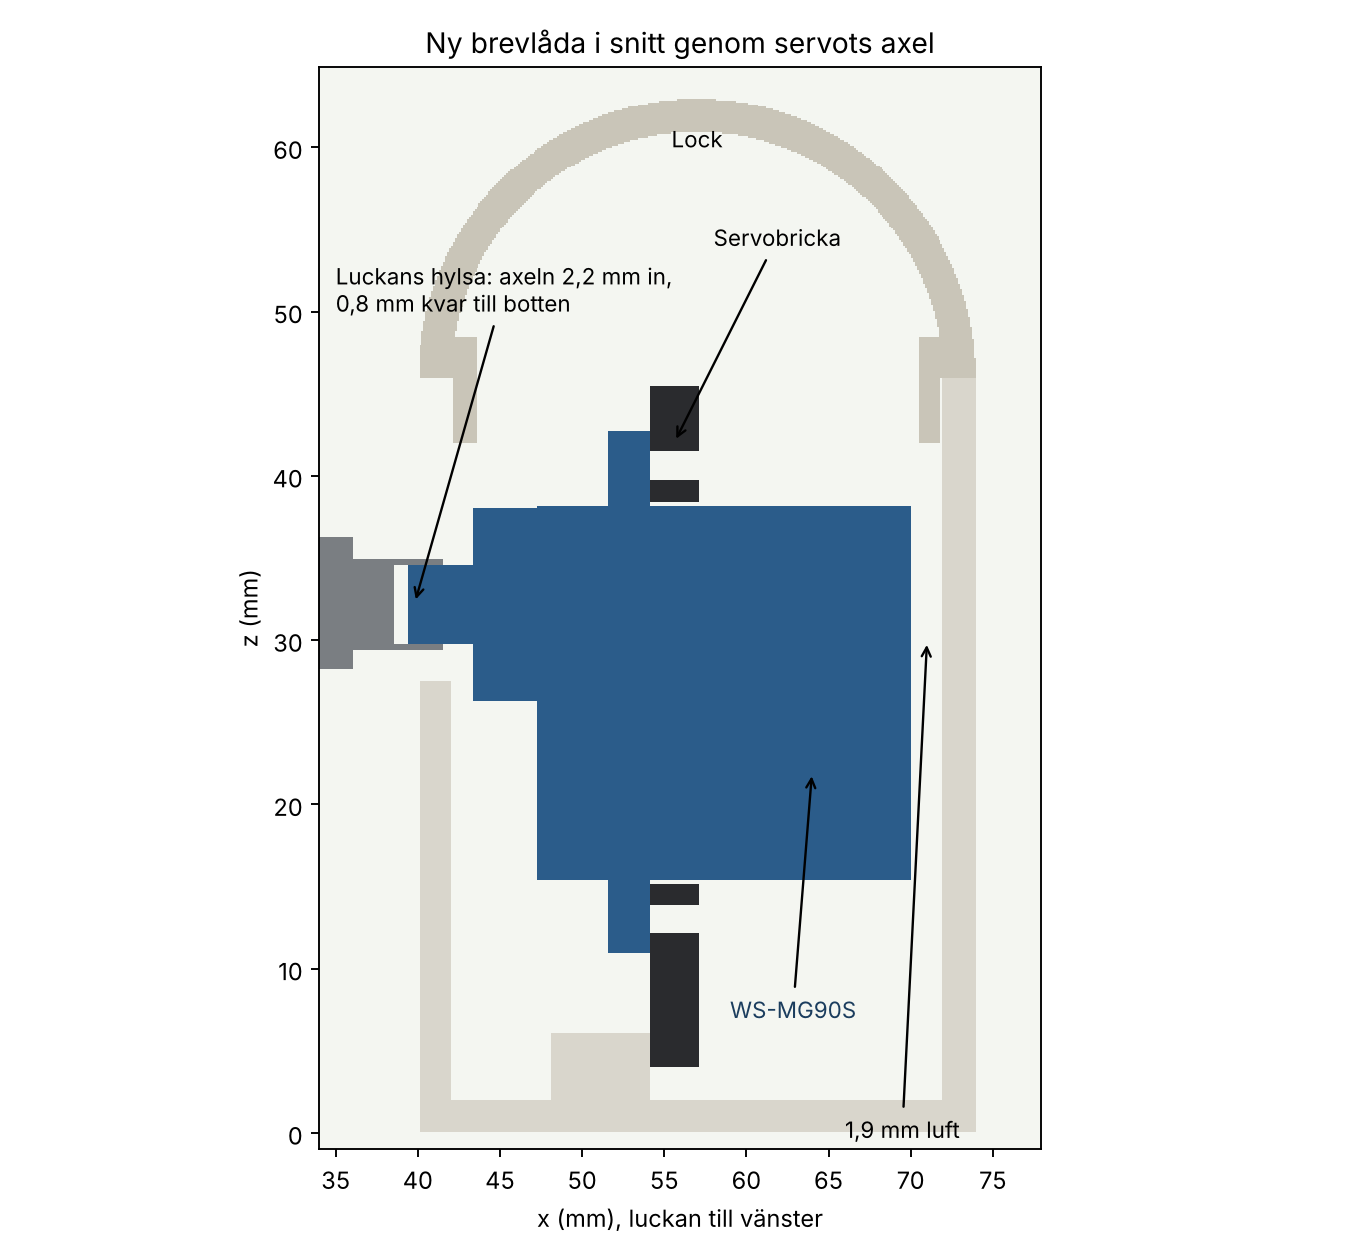 Ny brevlåda i snitt genom servots axel
Lock
Servobricka
Luckans hylsa: axeln 2,2 mm in,
0,8 mm kvar till botten
WS-MG90S
1,9 mm luft
z (mm)
60
50
40
30
20
10
0
35 40 45 50 55 60 65 70 75
x (mm), luckan till vänster